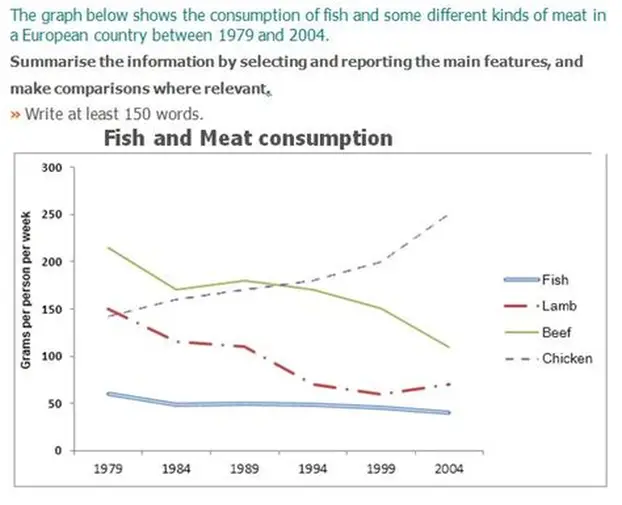 The graph below shows the consumption of fish and some different kinds of meat in
a European country between 1979 and 2004.
Summarise the information by selecting and reporting the main features, and
make comparisons where relevant.
» Write at least 150 words.
Fish and Meat consumption
300
250
200
150
100
50
0
Grams per person per week
1979 1984 1989 1994 1999 2004
Fish
Lamb
Beef
Chicken